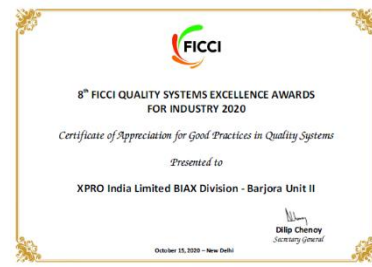 FICCI
8th FICCI QUALITY SYSTEMS EXCELLENCE AWARDS
FOR INDUSTRY 2020
Certificate of Appreciation for Good Practices in Quality Systems
Presented to
XPRO India Limited BIAX Division - Barjora Unit II
Dilip Chenoy
Secretary General
October 15, 2020 – New Delhi